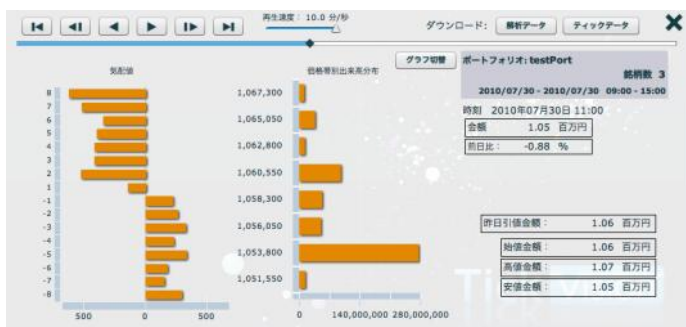 再生速度： 10.0 分/秒
ダウンロード： 解析データ ティックデータ
グラフ切替
ポートフォリオ: testPort
銘柄数 3
2010/07/30 - 2010/07/30 09:00 - 15:00
時刻 2010年07月30日 11:00
金額 1.05 百万円
前日比： -0.88 %
昨日引値金額： 1.06 百万円
始値金額： 1.06 百万円
高値金額： 1.07 百万円
安値金額： 1.05 百万円
気配値
8
7
6
5
4
3
2
1
-1
-2
-3
-4
-5
-6
-7
-8
500 0 500
価格帯別出来高分布
1,067,300
1,065,050
1,062,800
1,060,550
1,058,300
1,056,050
1,053,800
1,051,550
0 140,000,000 280,000,000